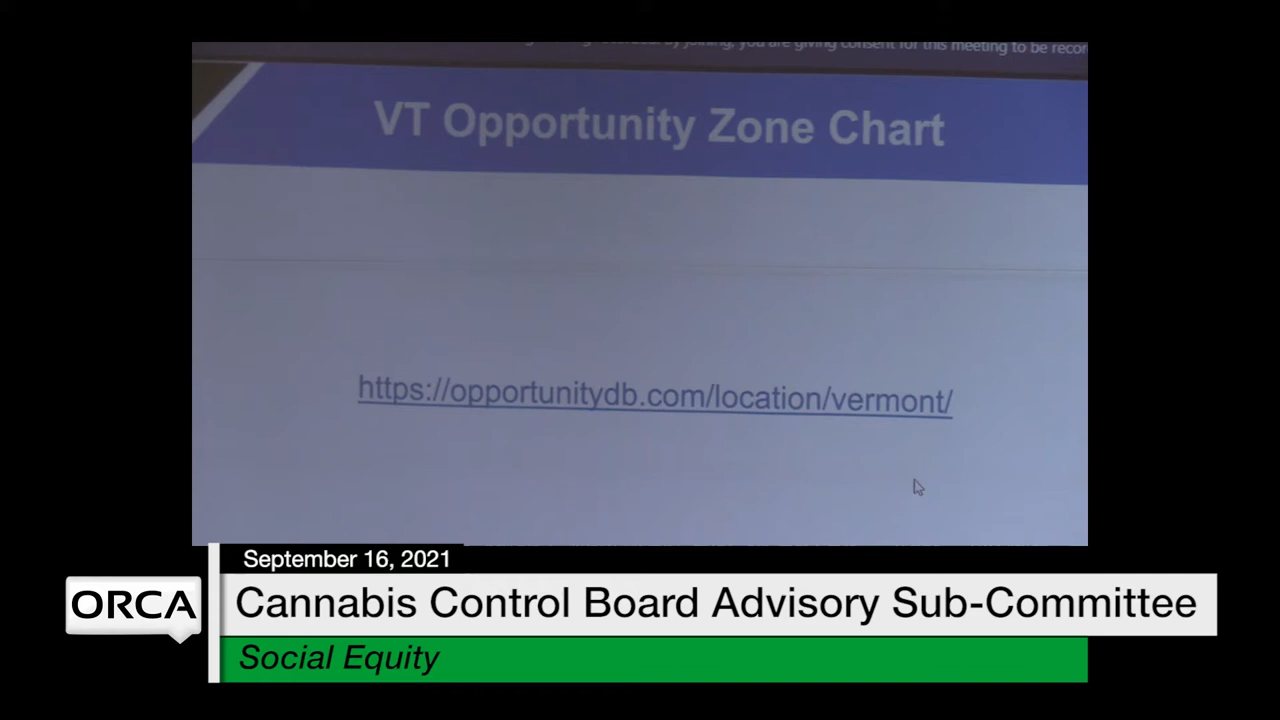 you are giving consent for this meeting to be recor
VT Opportunity Zone Chart
https://opportunitydb.com/location/vermont/
September 16, 2021
ORCA
Cannabis Control Board Advisory Sub-Committee
Social Equity